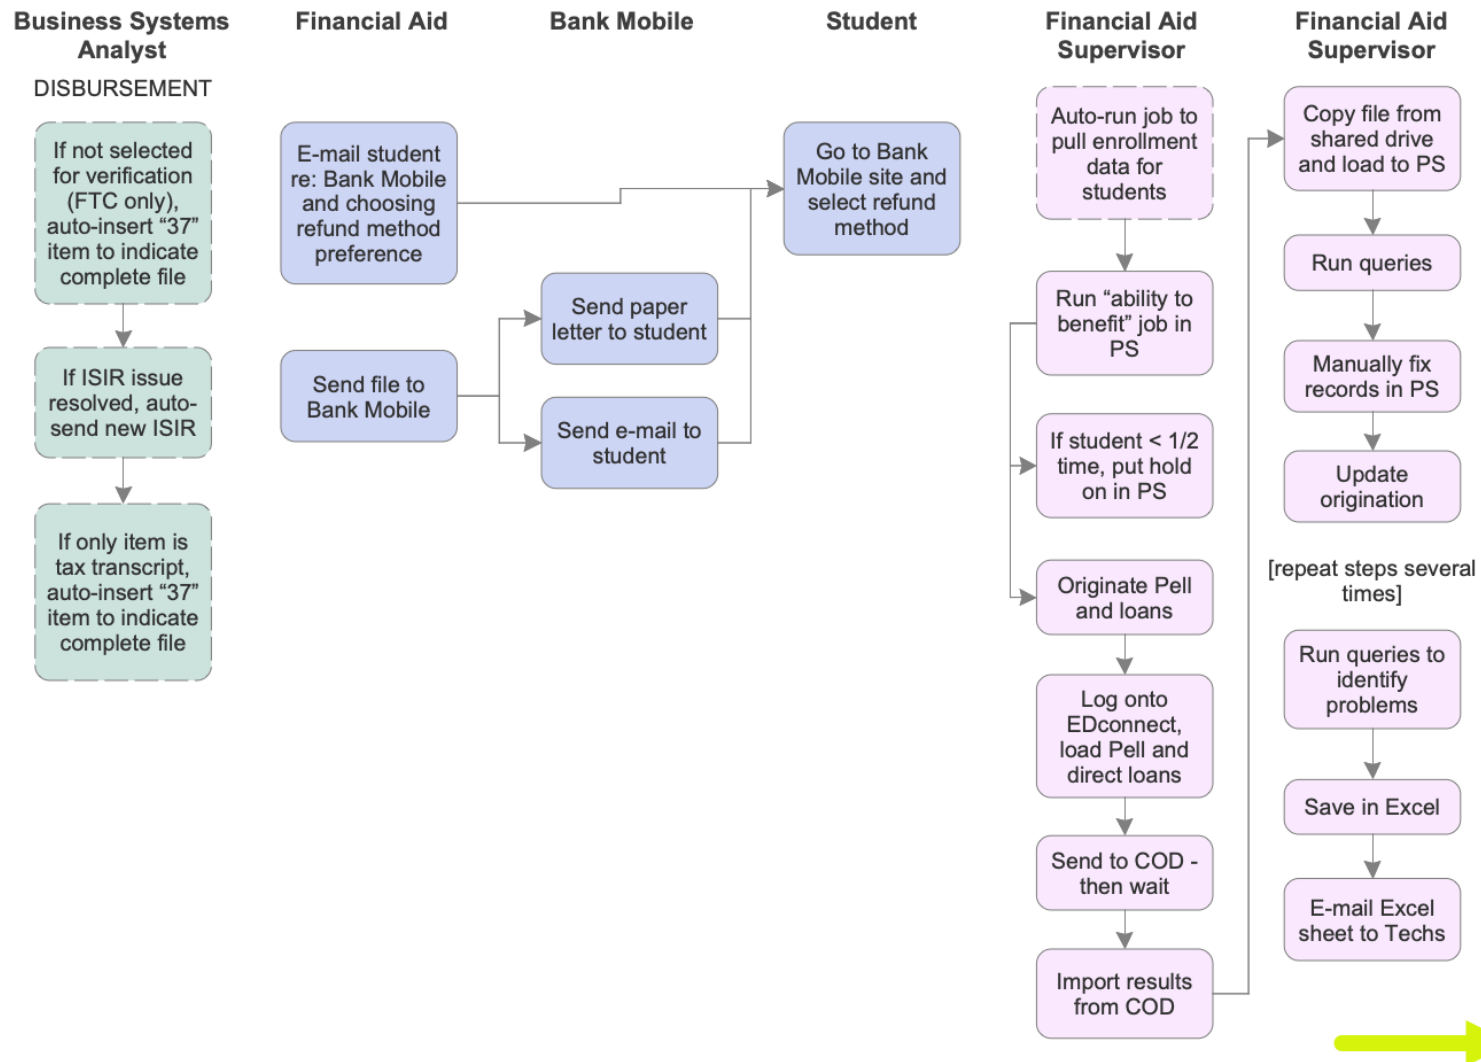 Business Systems
Analyst
DISBURSEMENT
If not selected
for verification
(FTC only),
auto-insert “37”
item to indicate
complete file
If ISIR issue
resolved, auto-
send new ISIR
If only item is
tax transcript,
auto-insert “37”
item to indicate
complete file
Financial Aid
E-mail student
re: Bank Mobile
and choosing
refund method
preference
Send file to
Bank Mobile
Bank Mobile
Send paper
letter to student
Send e-mail to
student
Student
Go to Bank
Mobile site and
select refund
method
Financial Aid
Supervisor
Auto-run job to
pull enrollment
data for
students
Run “ability to
benefit” job in
PS
If student < 1/2
time, put hold
on in PS
Originate Pell
and loans
Log onto
EDconnect,
load Pell and
direct loans
Send to COD -
then wait
Import results
from COD
Financial Aid
Supervisor
Copy file from
shared drive
and load to PS
Run queries
Manually fix
records in PS
Update
origination
[repeat steps several
times]
Run queries to
identify
problems
Save in Excel
E-mail Excel
sheet to Techs